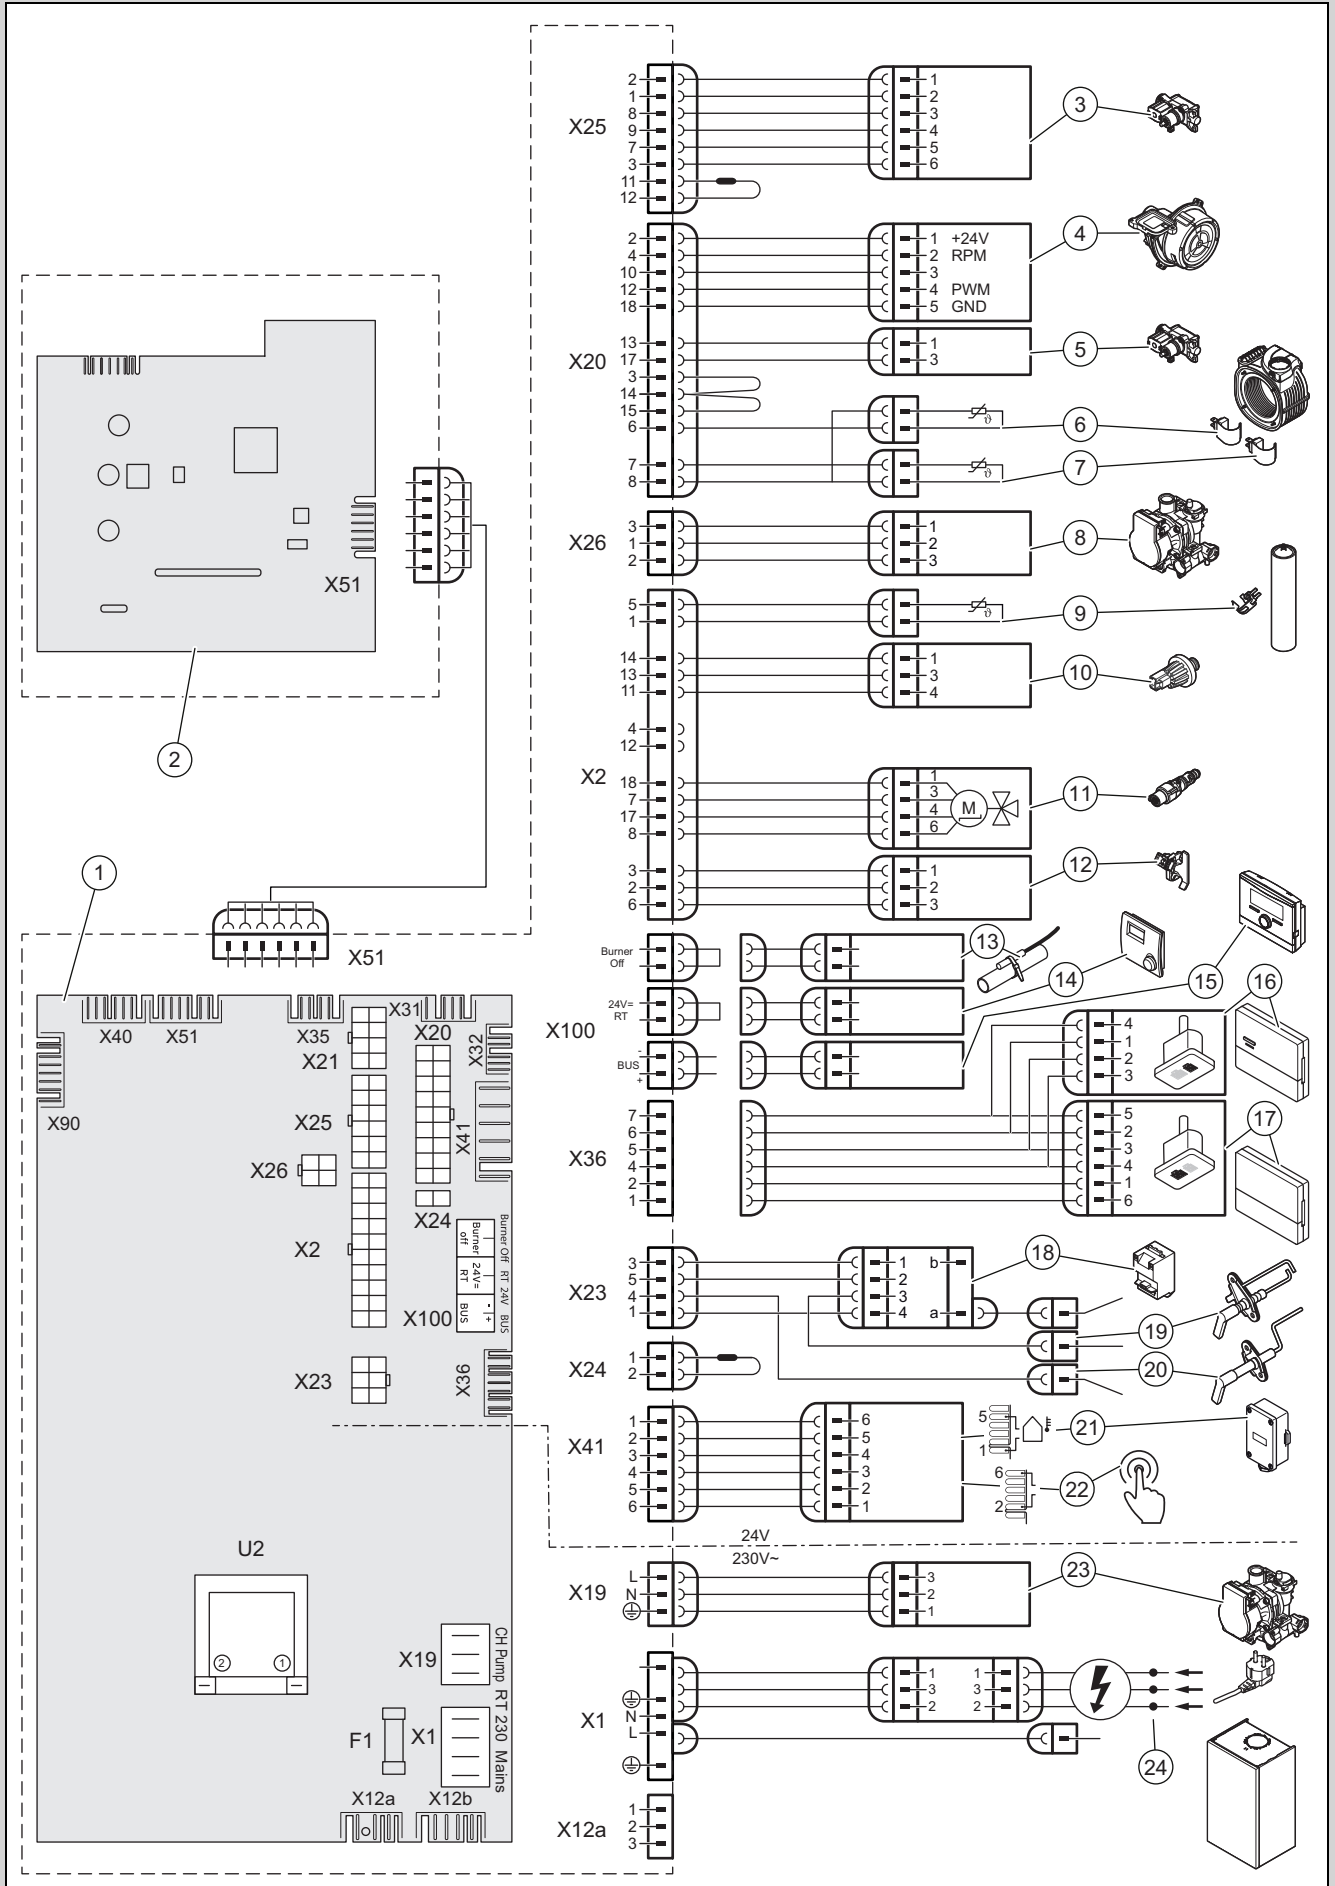 X25
2
1
8
9
7
3
11
12
1
2
3
4
5
6
3
X20
2
4
10
12
18
13
17
3
14
15
6
7
8
1 +24V
2 RPM
3
4 PWM
5 GND
4
1
3
5
ϑ
6
ϑ
7
X26
3
1
2
1
2
3
8
X2
5
1
14
13
11
4
12
18
7
17
8
3
2
6
ϑ
9
1
3
4
10
1
3
4
6
M
11
1
2
3
12
X51
2
1
X51
X100
Burner
Off
24V=
RT
-
BUS
+
13
14
15
16
4
1
2
3
X36
7
6
5
4
2
1
5
2
3
4
1
6
17
X23
3
5
4
1
1
2
3
4
b
a
18
19
20
X24
1
2
X41
1
2
3
4
5
6
6
5
4
3
2
1
5
1
21
6
2
22
24V
230V~
X19
L
N
3
2
1
23
X1
N
L
1
3
2
1
3
2
24
X12a
1
2
3
X40
X51
X35
X31
X21
X20
X32
X90
X25
X26
X41
X24
X2
Burner
off
24V=
RT
BUS
- +
Burner Off RT 24V BUS
X100
X23
X36
U2
2
1
X19
CH Pump RT 230 Mains
F1
X1
X12a
X12b